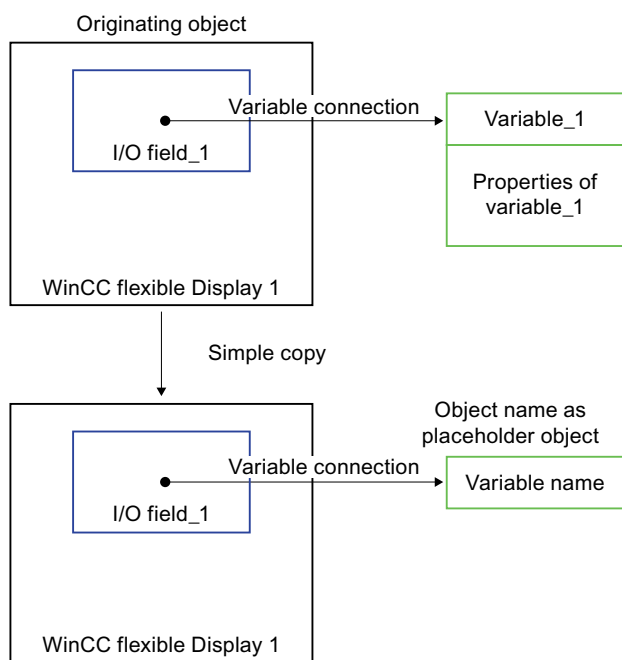 Originating object
Variable connection
I/O field_1
Variable_1
Properties of
variable_1
WinCC flexible Display 1
Simple copy
Object name as
placeholder object
Variable connection
I/O field_1
Variable name
WinCC flexible Display 1